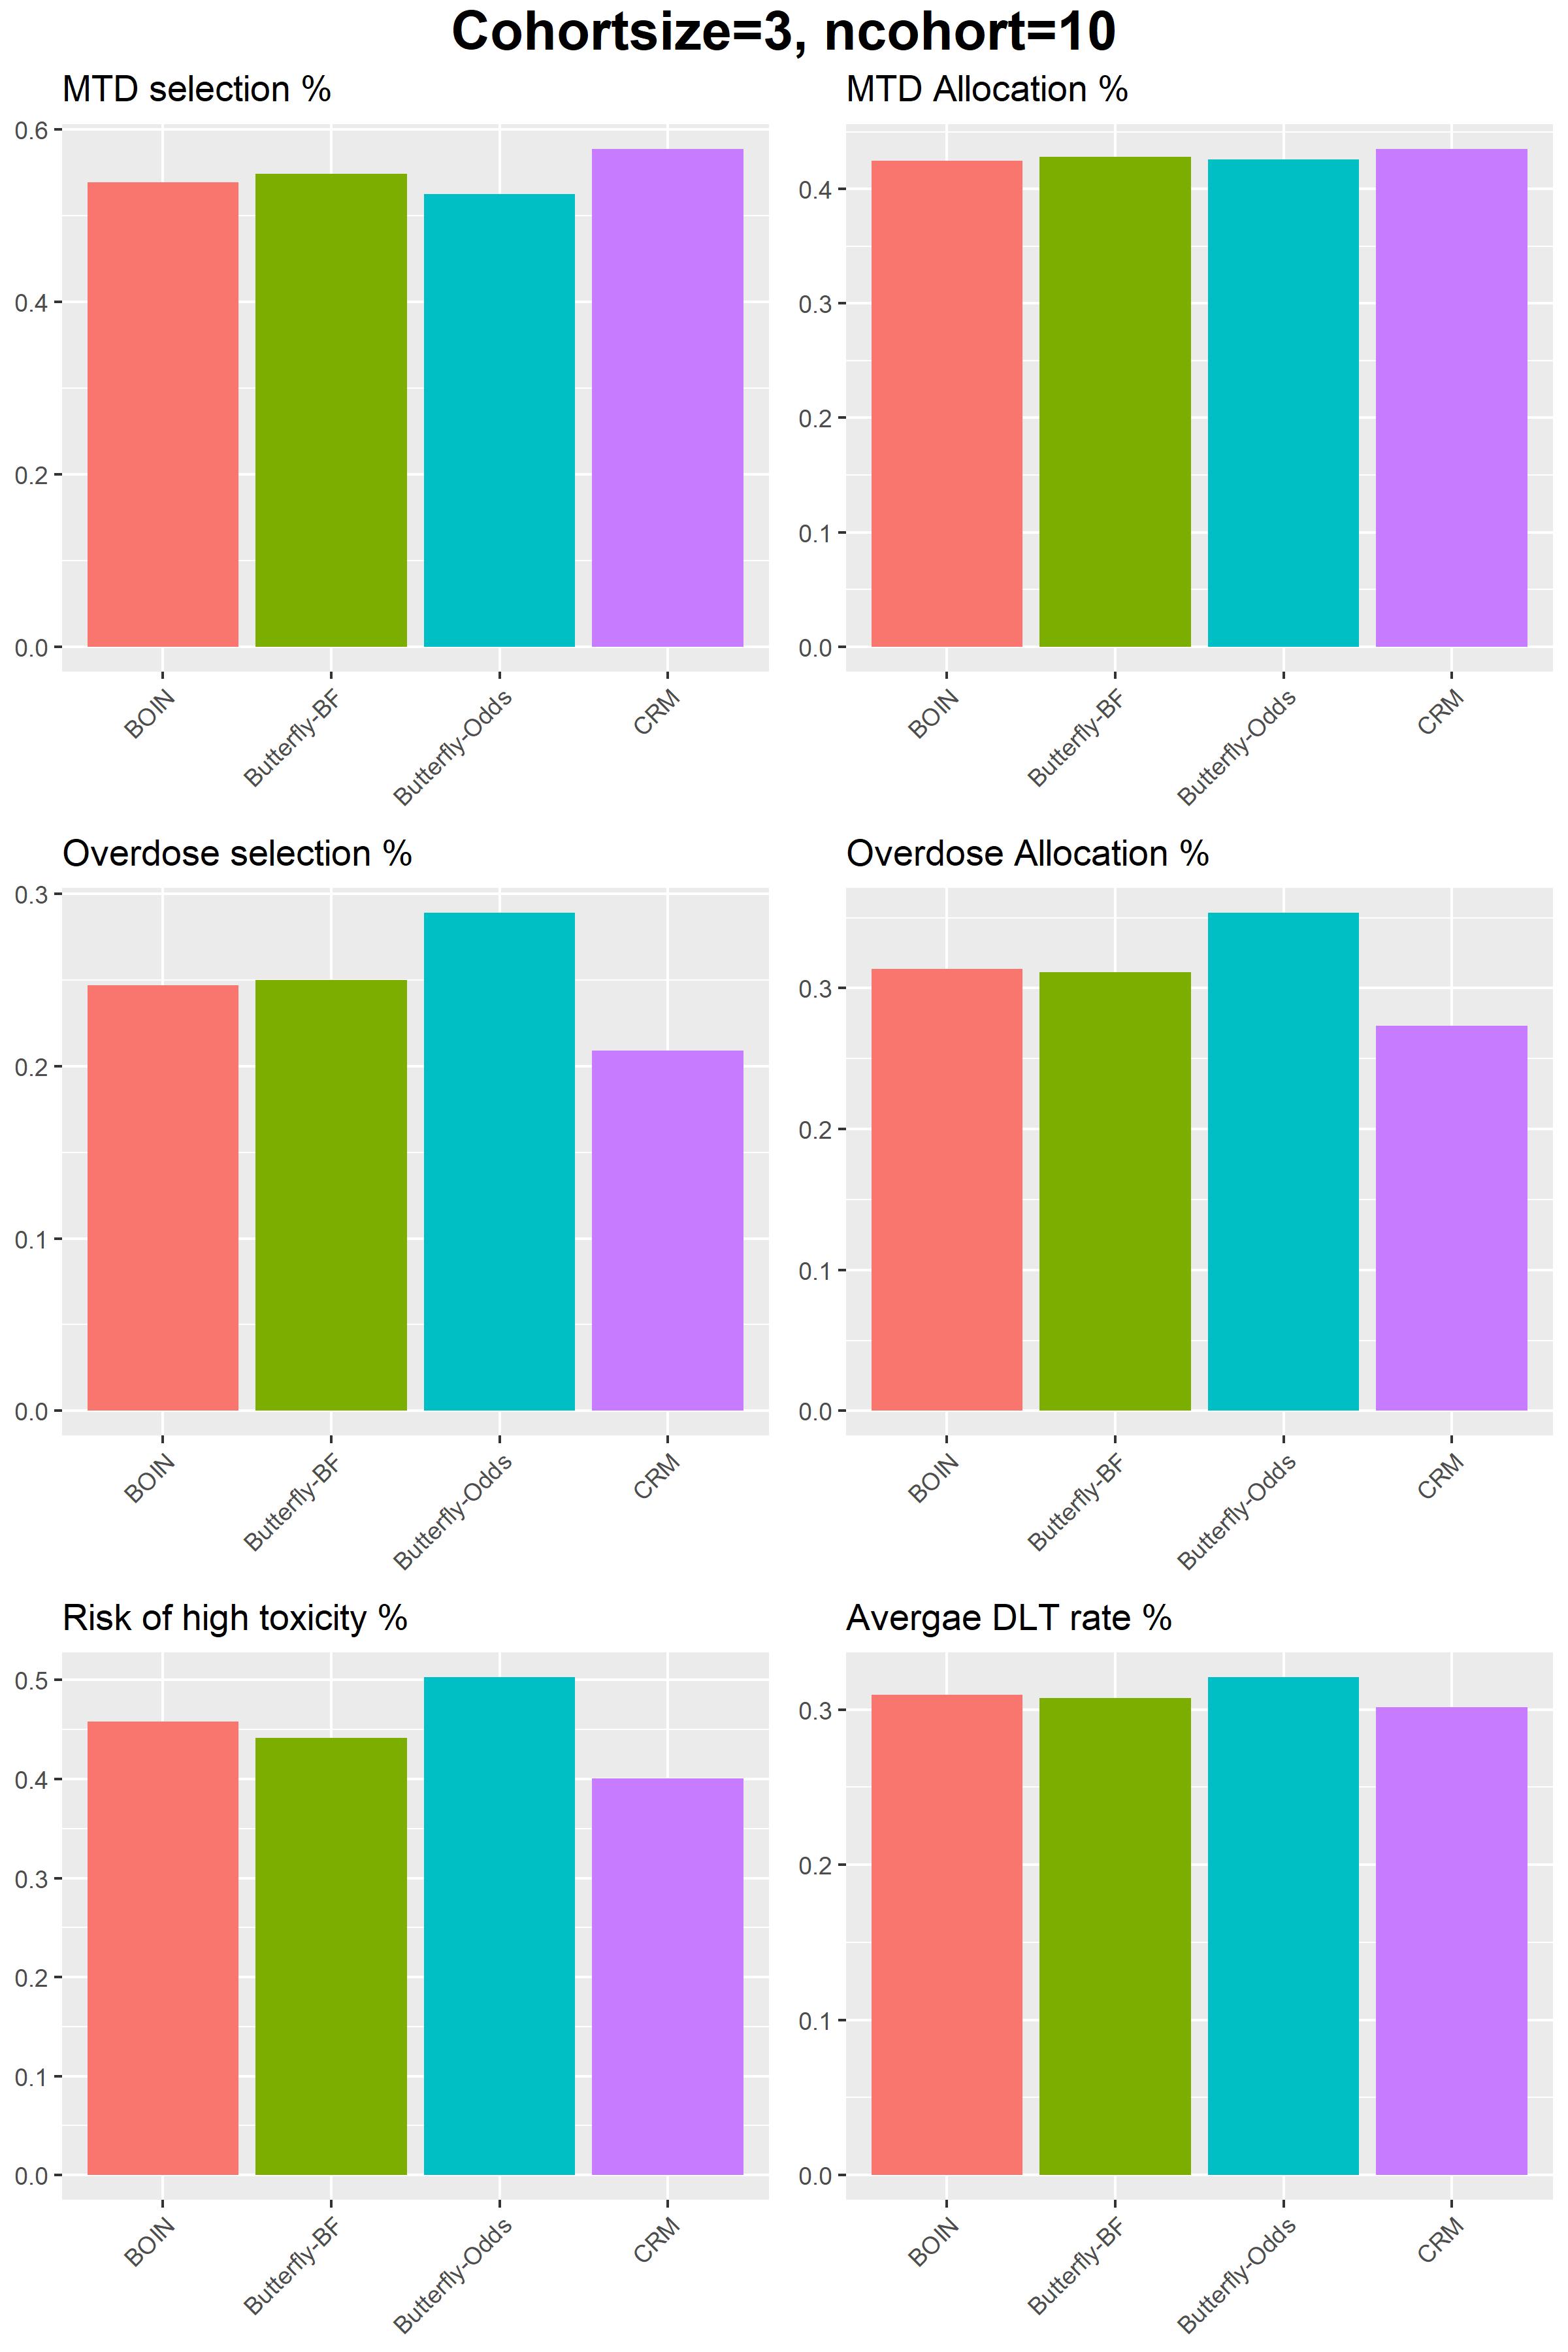 Cohortsize=3, ncohort=10
MTD selection %
0.6
0.4
0.2
0.0
BOIN
Butterfly-BF
Butterfly-Odds
CRM
MTD Allocation %
0.4
0.3
0.2
0.1
0.0
BOIN
Butterfly-BF
Butterfly-Odds
CRM
Overdose selection %
0.3
0.2
0.1
0.0
BOIN
Butterfly-BF
Butterfly-Odds
CRM
Overdose Allocation %
0.3
0.2
0.1
0.0
BOIN
Butterfly-BF
Butterfly-Odds
CRM
Risk of high toxicity %
0.5
0.4
0.3
0.2
0.1
0.0
BOIN
Butterfly-BF
Butterfly-Odds
CRM
Avergae DLT rate %
0.3
0.2
0.1
0.0
BOIN
Butterfly-BF
Butterfly-Odds
CRM